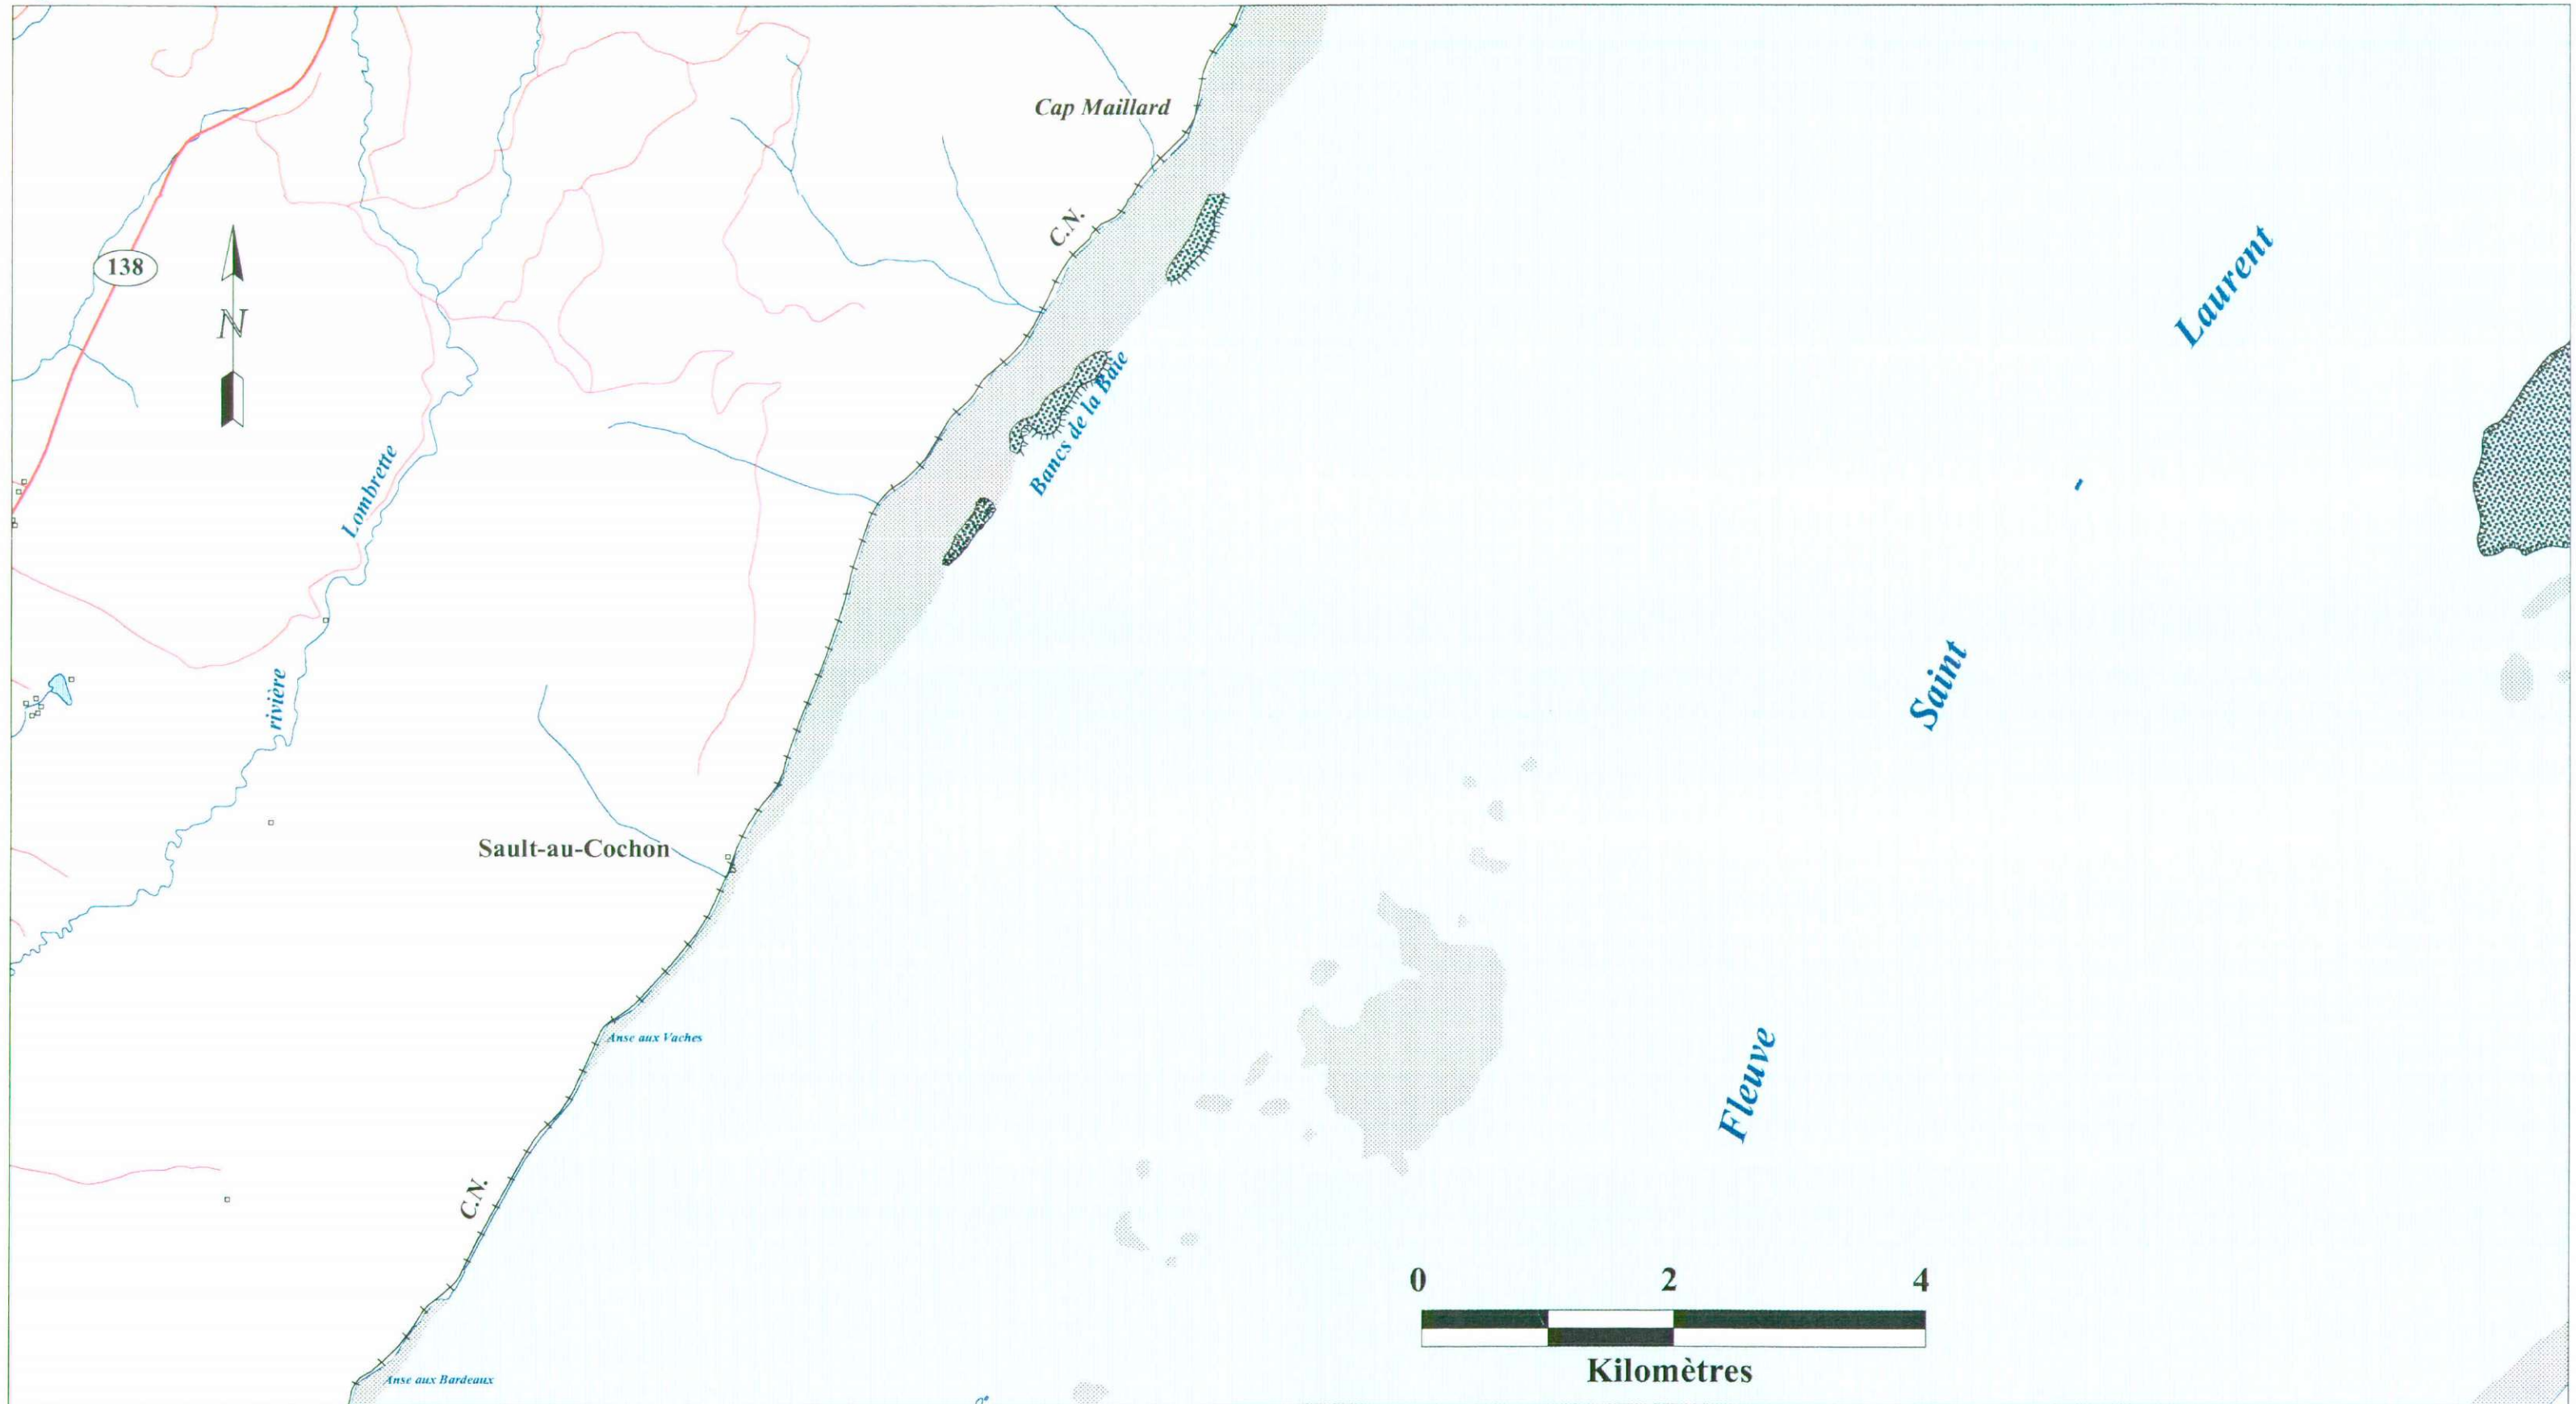 Cap Maillard
C.N.
138
N
Laurent
-
Bancs de la Baie
Lombrette
rivière
Saint
Sault-au-Cochon
Anse aux Vaches
Fleuve
C.N.
0 2 4
Kilomètres
Anse aux Bardeaux